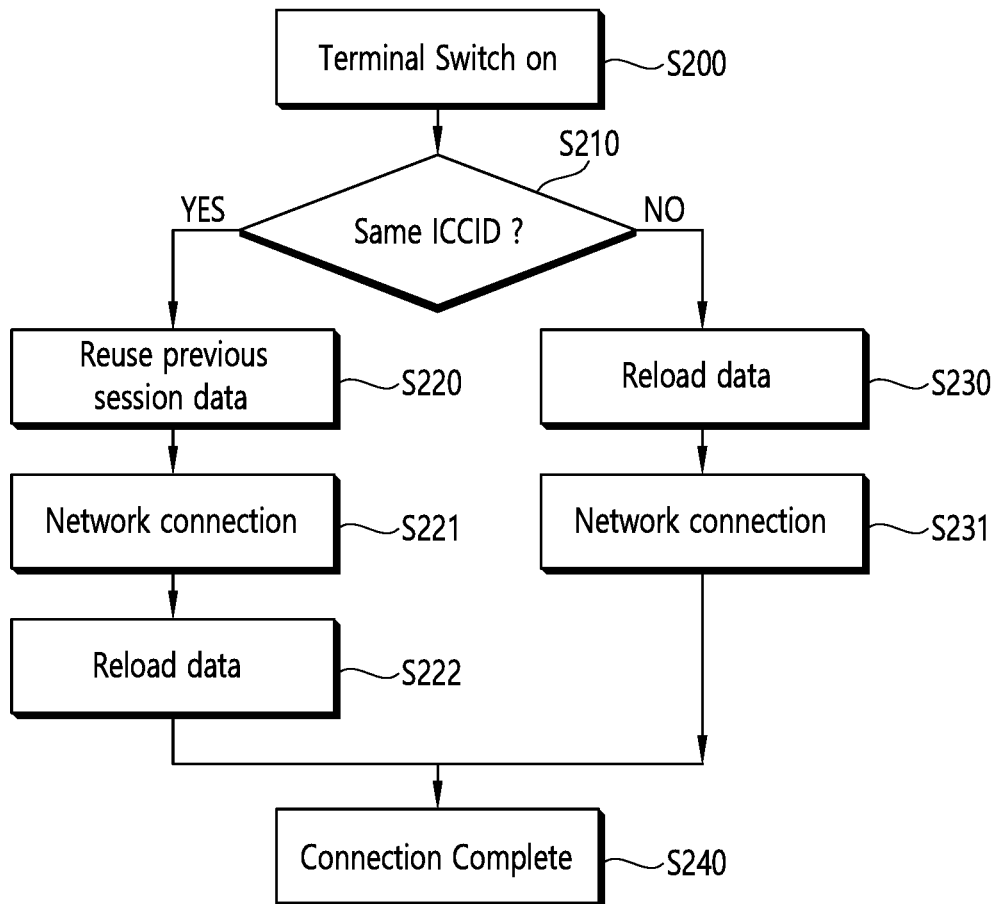 Terminal Switch on
S200
S210
YES
Same ICCID ?
NO
Reuse previous
session data
S220
Reload data
S230
Network connection
S221
Network connection
S231
Reload data
S222
Connection Complete
S240